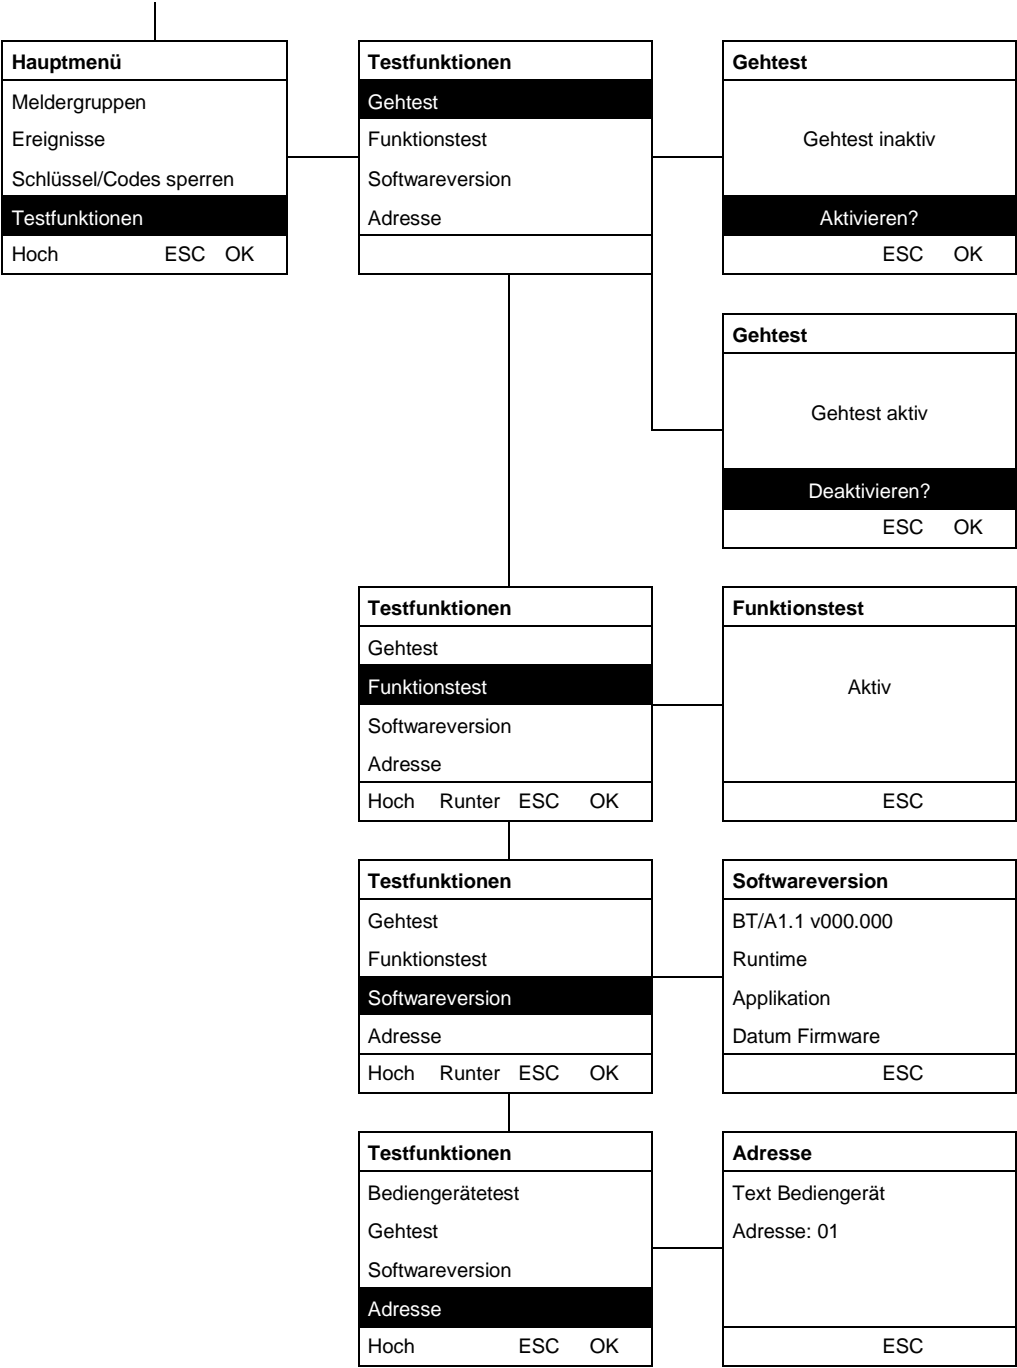 Hauptmenü
Meldergruppen
Ereignisse
Schlüssel/Codes sperren
Testfunktionen
Hoch ESC OK
Testfunktionen
Gehtest
Funktionstest
Softwareversion
Adresse
Gehtest
Gehtest inaktiv
Aktivieren?
ESC OK
Gehtest
Gehtest aktiv
Deaktivieren?
ESC OK
Testfunktionen
Gehtest
Funktionstest
Softwareversion
Adresse
Hoch Runter ESC OK
Funktionstest
Aktiv
ESC
Testfunktionen
Gehtest
Funktionstest
Softwareversion
Adresse
Hoch Runter ESC OK
Softwareversion
BT/A1.1 v000.000
Runtime
Applikation
Datum Firmware
ESC
Testfunktionen
Bediengerätetest
Gehtest
Softwareversion
Adresse
Hoch ESC OK
Adresse
Text Bediengerät
Adresse: 01
ESC